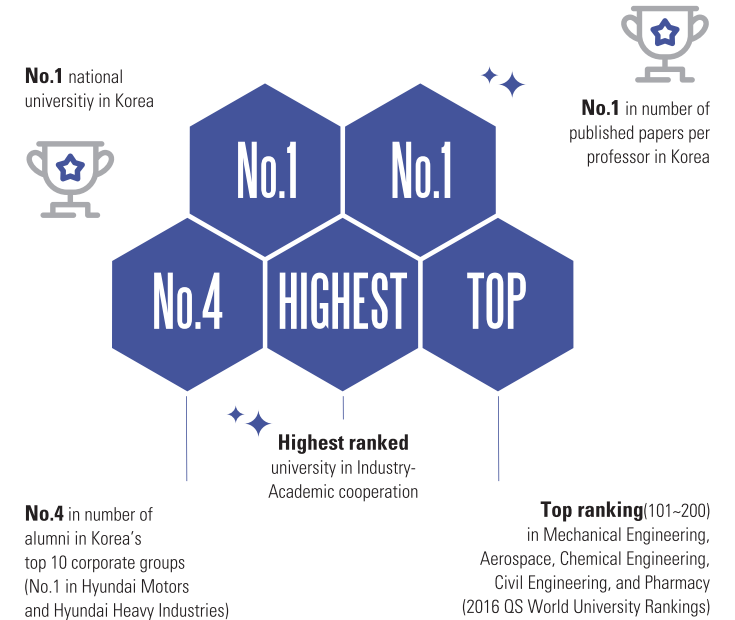 No.1 national
universitiy in Korea
No.1 in number of
published papers per
professor in Korea
No.1
No.1
No.4
HIGHEST
TOP
Highest ranked
university in Industry-
Academic cooperation
No.4 in number of
alumni in Korea's
top 10 corporate groups
(No.1 in Hyundai Motors
and Hyundai Heavy Industries)
Top ranking(101~200)
in Mechanical Engineering,
Aerospace, Chemical Engineering,
Civil Engineering, and Pharmacy
(2016 QS World University Rankings)